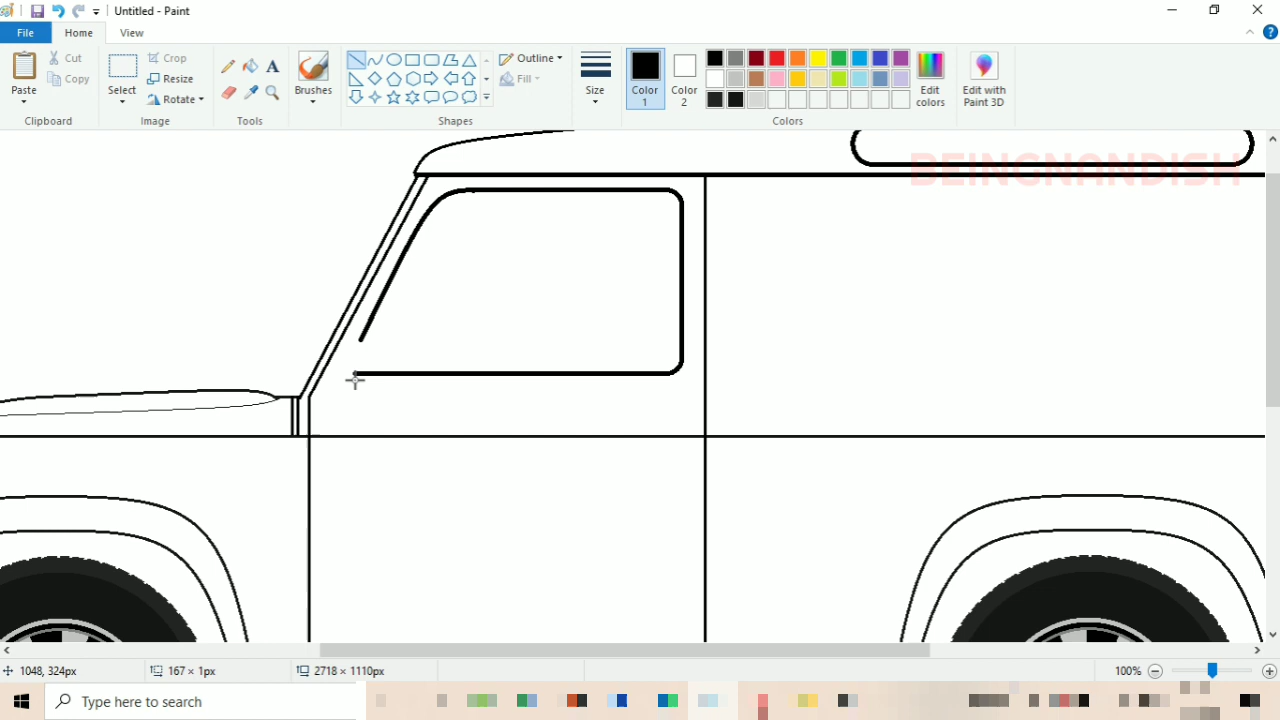 Untitled - Paint
File
Home
View
Paste
Cut
Copy
Clipboard
Select
Crop
Resize
Rotate
Image
A
Tools
Brushes
Shapes
Outline
Fill
Size
Color
1
Color
2
Colors
Edit
colors
Edit with
Paint 3D
BEINGNANDISH
1048, 324px
167 × 1px
2718 × 1110px
100%
Type here to search